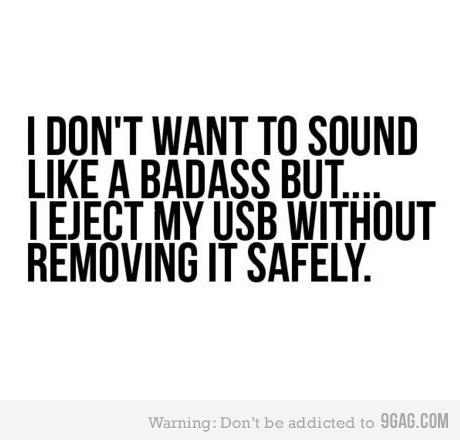 I DON'T WANT TO SOUND
LIKE A BADASS BUT....
I EJECT MY USB WITHOUT
REMOVING IT SAFELY.
Warning: Don't be addicted to 9GAG.COM